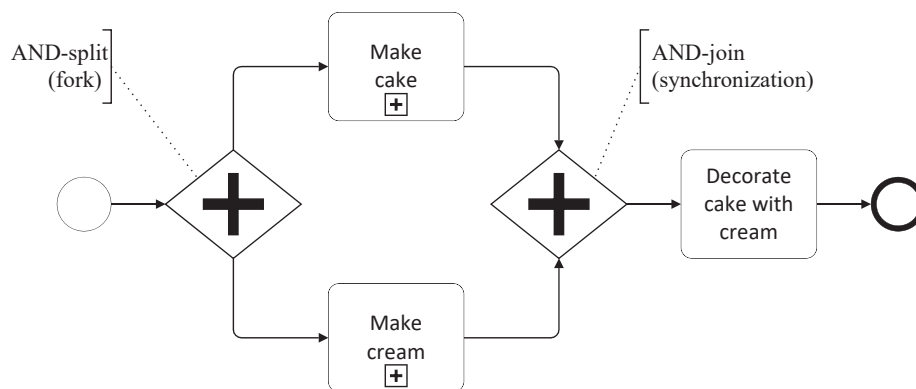 AND-split
(fork)
Make
cake
AND-join
(synchronization)
Decorate
cake with
cream
Make
cream